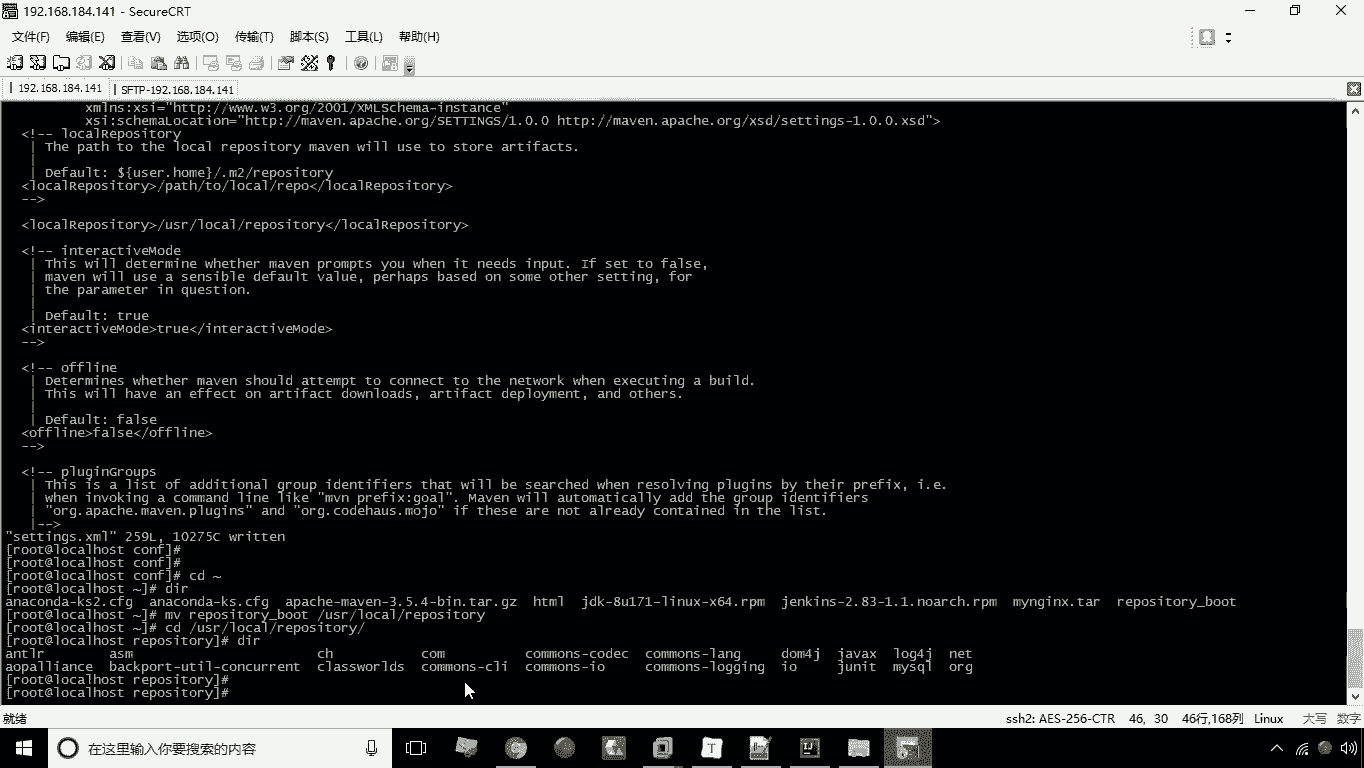 192.168.184.141 - SecureCRT
文件(F) 编辑(E) 查看(V) 选项(O) 传输(T) 脚本(S) 工具(L) 帮助(H)
192.168.184.141 SFTP-192.168.184.141
xmlns:xsi="http://www.w3.org/2001/XMLSchema-instance"
xsi:schemaLocation="http://maven.apache.org/SETTINGS/1.0.0 http://maven.apache.org/xsd/settings-1.0.0.xsd">
<!-- localRepository
| The path to the local repository maven will use to store artifacts.
|
| Default: ${user.home}/.m2/repository
<localRepository>/path/to/local/repo</localRepository>
-->
<localRepository>/usr/local/repository</localRepository>
<!-- interactiveMode
| This will determine whether maven prompts you when it needs input. If set to false,
| maven will use a sensible default value, perhaps based on some other setting, for
| the parameter in question.
|
| Default: true
<interactiveMode>true</interactiveMode>
-->
<!-- offline
| Determines whether maven should attempt to connect to the network when executing a build.
| This will have an effect on artifact downloads, artifact deployment, and others.
|
| Default: false
<offline>false</offline>
-->
<!-- pluginGroups
| This is a list of additional group identifiers that will be searched when resolving plugins by their prefix, i.e.
| when invoking a command line like "mvn prefix:goal". Maven will automatically add the group identifiers
| "org.apache.maven.plugins" and "org.codehaus.mojo" if these are not already contained in the list.
|-->
"settings.xml" 259L, 10275C written
[root@localhost conf]#
[root@localhost conf]#
[root@localhost conf]# cd ~
[root@localhost ~]# dir
anaconda-ks2.cfg anaconda-ks.cfg apache-maven-3.5.4-bin.tar.gz html jdk-8u171-linux-x64.rpm jenkins-2.83-1.1.noarch.rpm mynginx.tar repository_boot
[root@localhost ~]# mv repository_boot /usr/local/repository
[root@localhost ~]# cd /usr/local/repository/
[root@localhost repository]# dir
antlr asm ch com commons-codec commons-lang dom4j javax log4j net
aopalliance backport-util-concurrent classworlds commons-cli commons-io commons-logging io junit mysql org
[root@localhost repository]#
[root@localhost repository]#
就绪 ssh2: AES-256-CTR 46, 30 46行,168列 Linux 大写 数字
在这里输入你要搜索的内容